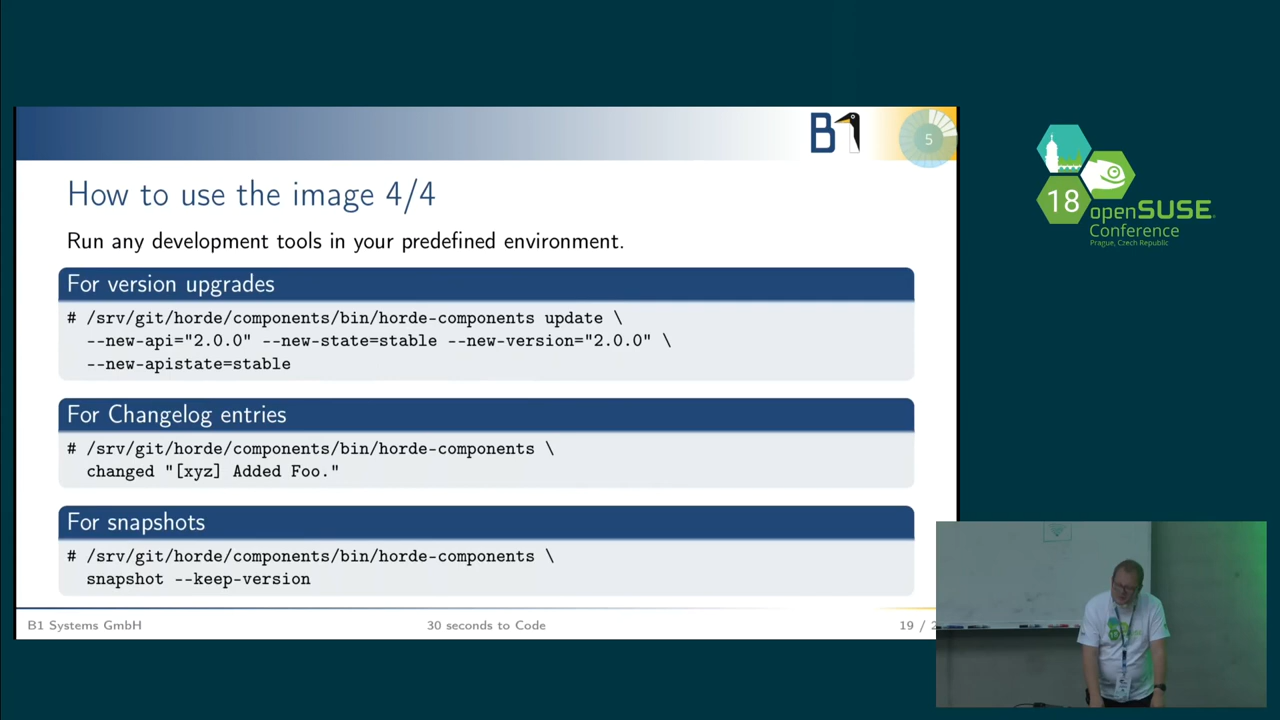 B1
5
How to use the image 4/4
Run any development tools in your predefined environment.
For version upgrades
# /srv/git/horde/components/bin/horde-components update \
--new-api="2.0.0" --new-state=stable --new-version="2.0.0" \
--new-apistate=stable
For Changelog entries
# /srv/git/horde/components/bin/horde-components \
changed "[xyz] Added Foo."
For snapshots
# /srv/git/horde/components/bin/horde-components \
snapshot --keep-version
B1 Systems GmbH
30 seconds to Code
19 /
18
openSUSE
Conference
Prague, Czech Republic